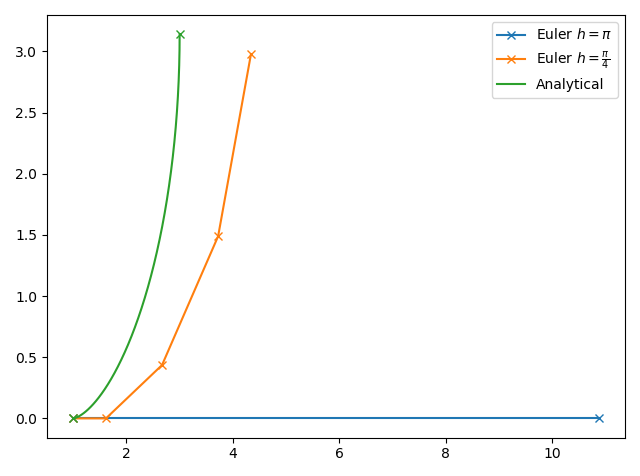 Euler h = π
Euler h = π/4
Analytical
3.0
2.5
2.0
1.5
1.0
0.5
0.0
2 4 6 8 10